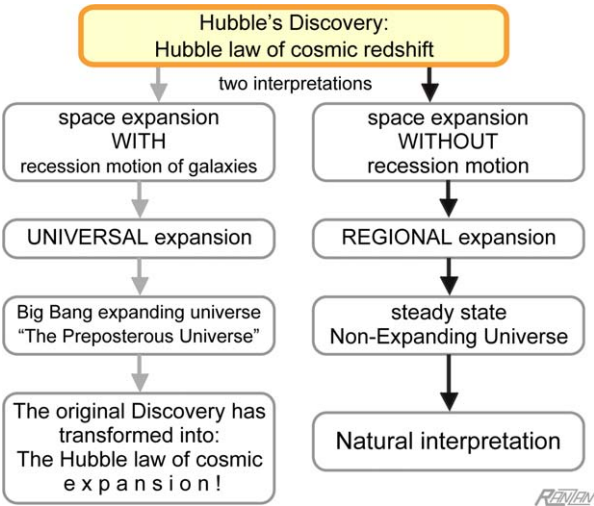 Hubble's Discovery:
Hubble law of cosmic redshift
two interpretations
space expansion
WITH
recession motion of galaxies
UNIVERSAL expansion
Big Bang expanding universe
“The Preposterous Universe”
The original Discovery has
transformed into:
The Hubble law of cosmic
e x p a n s i o n !
space expansion
WITHOUT
recession motion
REGIONAL expansion
steady state
Non-Expanding Universe
Natural interpretation
RANZAN